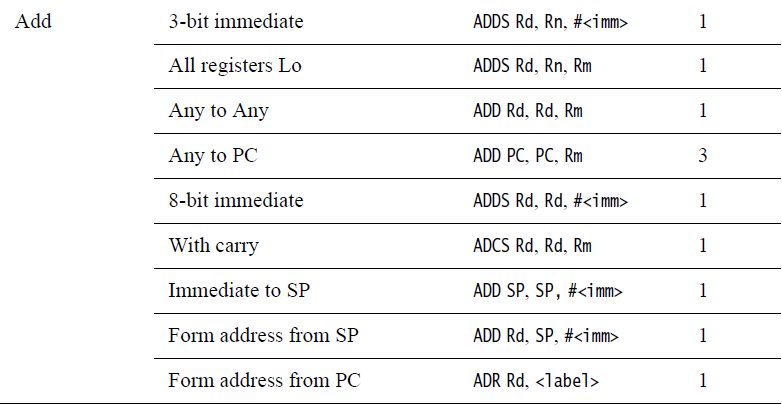 Add 3-bit immediate ADDS Rd, Rn, #<imm> 1
All registers Lo ADDS Rd, Rn, Rm 1
Any to Any ADD Rd, Rd, Rm 1
Any to PC ADD PC, PC, Rm 3
8-bit immediate ADDS Rd, Rd, #<imm> 1
With carry ADCS Rd, Rd, Rm 1
Immediate to SP ADD SP, SP, #<imm> 1
Form address from SP ADD Rd, SP, #<imm> 1
Form address from PC ADR Rd, <label> 1